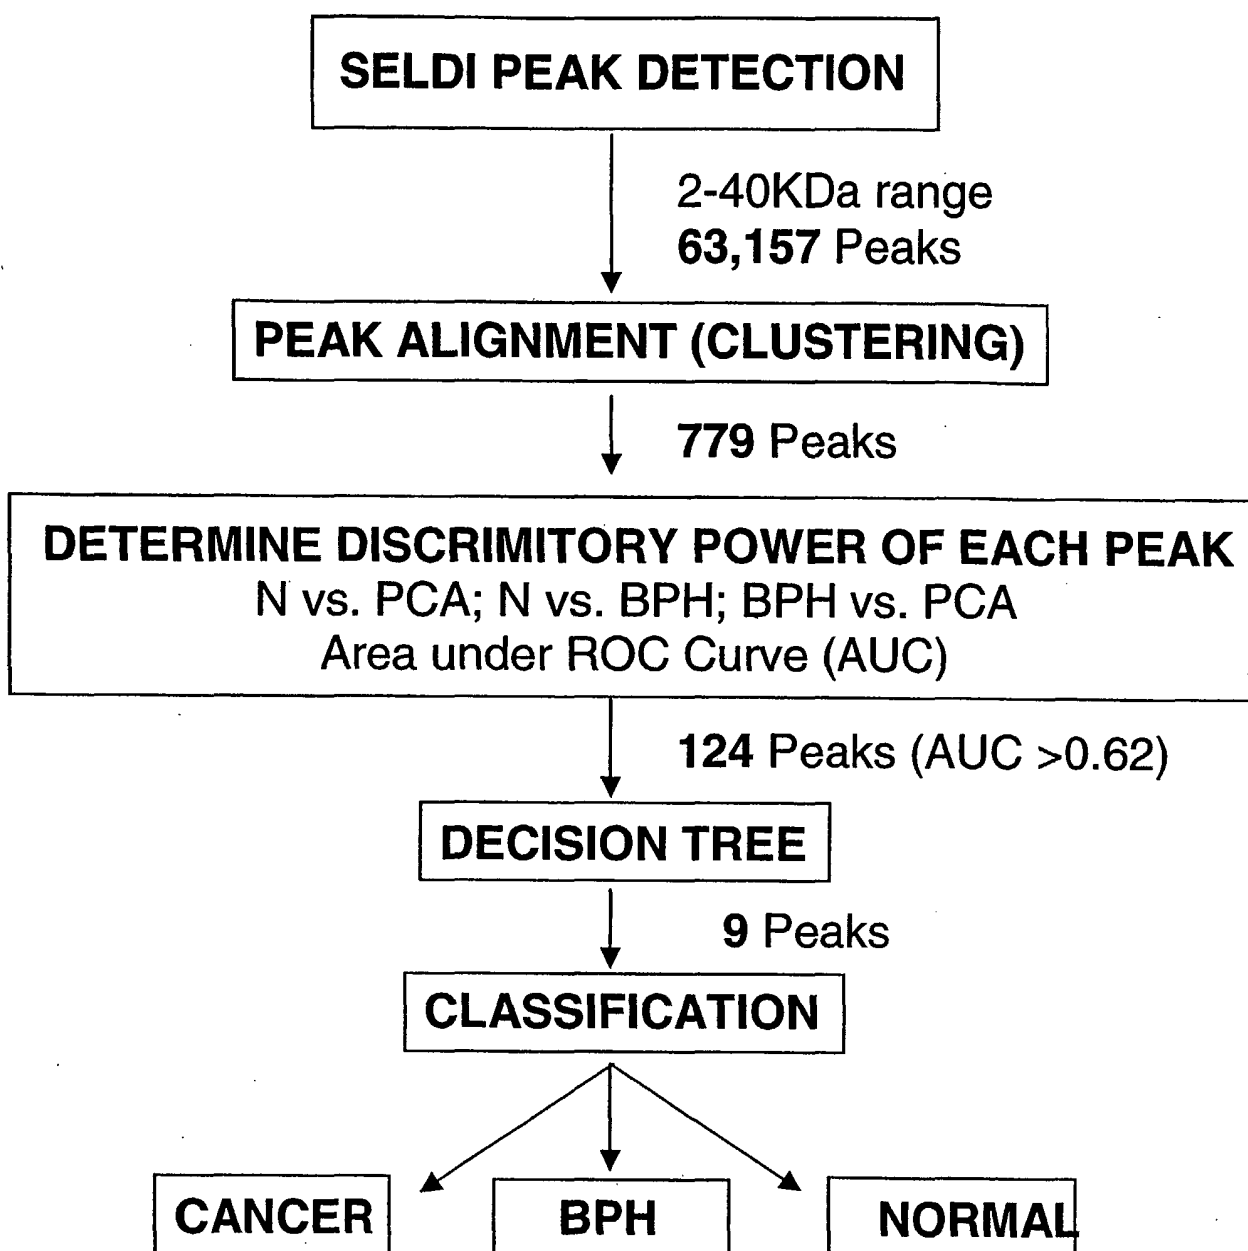 SELDI PEAK DETECTION
2-40KDa range
63,157 Peaks
PEAK ALIGNMENT (CLUSTERING)
779 Peaks
DETERMINE DISCRIMITORY POWER OF EACH PEAK
N vs. PCA; N vs. BPH; BPH vs. PCA
Area under ROC Curve (AUC)
124 Peaks (AUC >0.62)
DECISION TREE
9 Peaks
CLASSIFICATION
CANCER BPH NORMAL